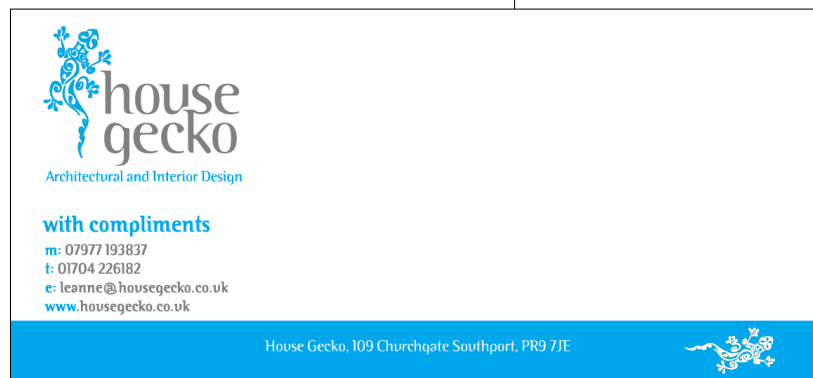 house
gecko
Architectural and Interior Design
with compliments
m: 07977 193837
t: 01704 226182
e: leanne@housegecko.co.uk
www.housegecko.co.uk
House Gecko, 109 Churchgate Southport, PR9 7JE